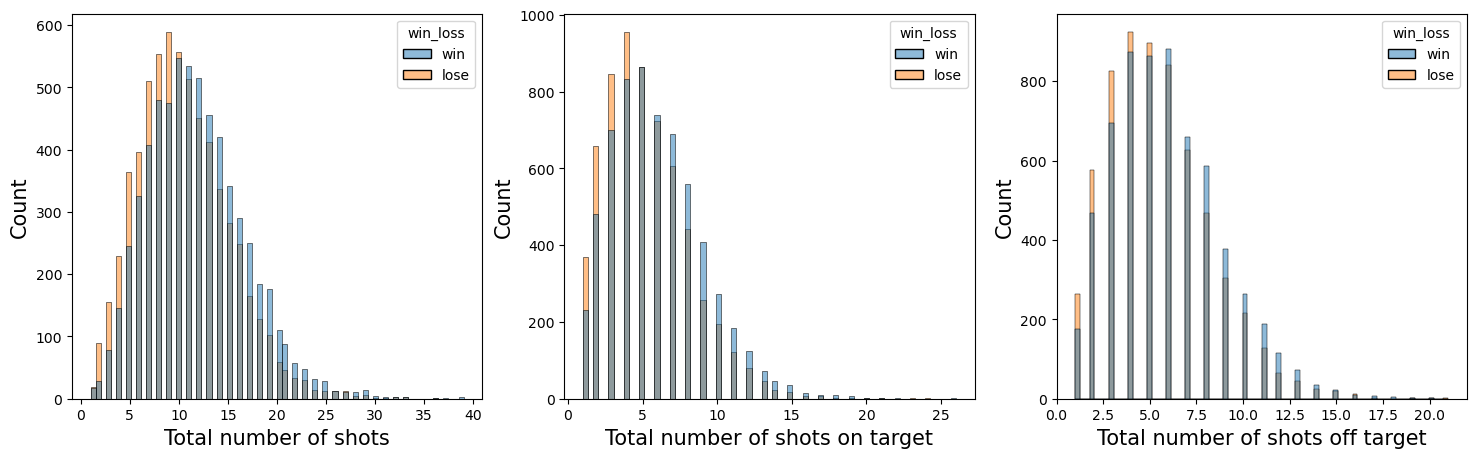 Count
600
500
400
300
200
100
0
0
5
10
15
20
25
30
35
40
Total number of shots
win_loss
win
lose
Count
1000
800
600
400
200
0
0
5
10
15
20
25
Total number of shots on target
win_loss
win
lose
Count
800
600
400
200
0
0.0
2.5
5.0
7.5
10.0
12.5
15.0
17.5
20.0
Total number of shots off target
win_loss
win
lose